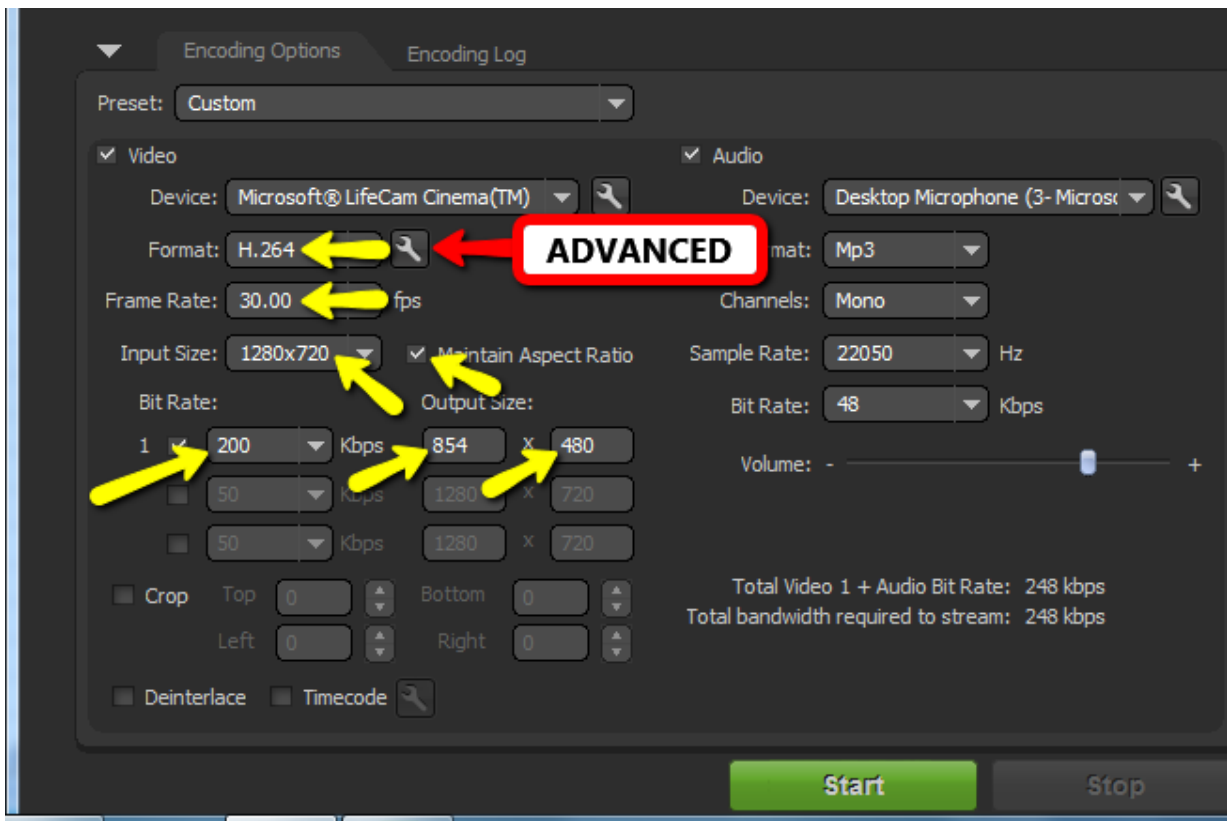 Encoding Options Encoding Log
Preset: Custom
Video
Device: Microsoft® LifeCam Cinema(TM)
Format: H.264
ADVANCED
Frame Rate: 30.00 fps
Input Size: 1280x720 Maintain Aspect Ratio
Bit Rate: Output Size:
1 200 Kbps 854 x 480
50 Kbps 1280 x 720
50 Kbps 1280 x 720
Crop Top 0 Bottom 0
Left 0 Right 0
Deinterlace Timecode
Audio
Device: Desktop Microphone (3- Microsc
mat: Mp3
Channels: Mono
Sample Rate: 22050 Hz
Bit Rate: 48 Kbps
Volume: - +
Total Video 1 + Audio Bit Rate: 248 kbps
Total bandwidth required to stream: 248 kbps
Start Stop